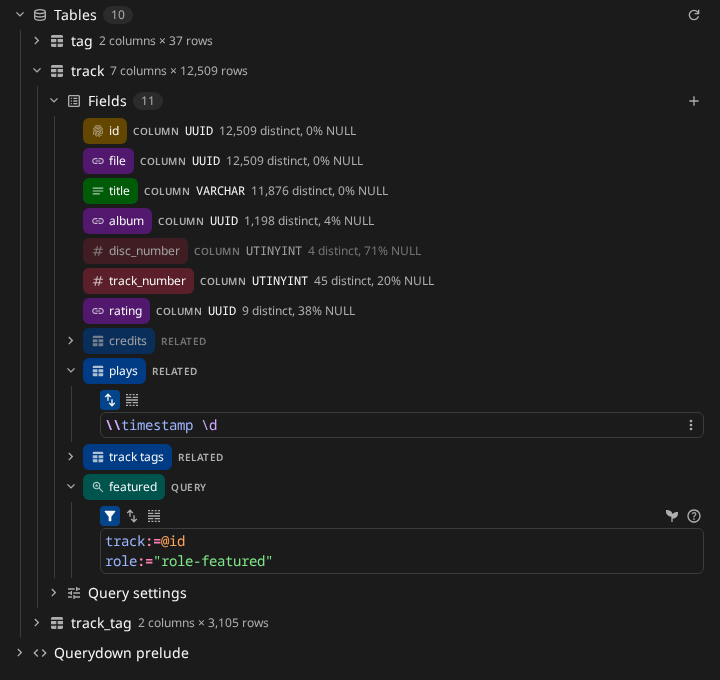 Tables 10
tag 2 columns × 37 rows
track 7 columns × 12,509 rows
Fields 11
id COLUMN UUID 12,509 distinct, 0% NULL
file COLUMN UUID 12,509 distinct, 0% NULL
title COLUMN VARCHAR 11,876 distinct, 0% NULL
album COLUMN UUID 1,198 distinct, 4% NULL
# disc_number COLUMN UTINYINT 4 distinct, 71% NULL
# track_number COLUMN UTINYINT 45 distinct, 20% NULL
rating COLUMN UUID 9 distinct, 38% NULL
credits RELATED
plays RELATED
\\timestamp \d
track tags RELATED
featured QUERY
track:=@id
role:="role-featured"
Query settings
track_tag 2 columns × 3,105 rows
Querydown prelude